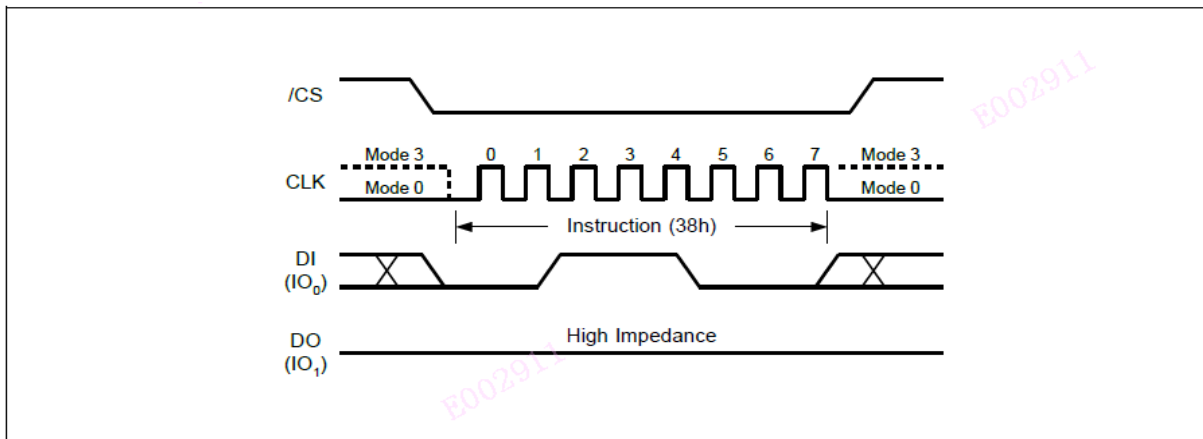 /CS
E002911
Mode 3 0 1 2 3 4 5 6 7 Mode 3
CLK
Mode 0 Mode 0
Instruction (38h)
DI
(IO0)
High Impedance
DO
(IO1)
E002911